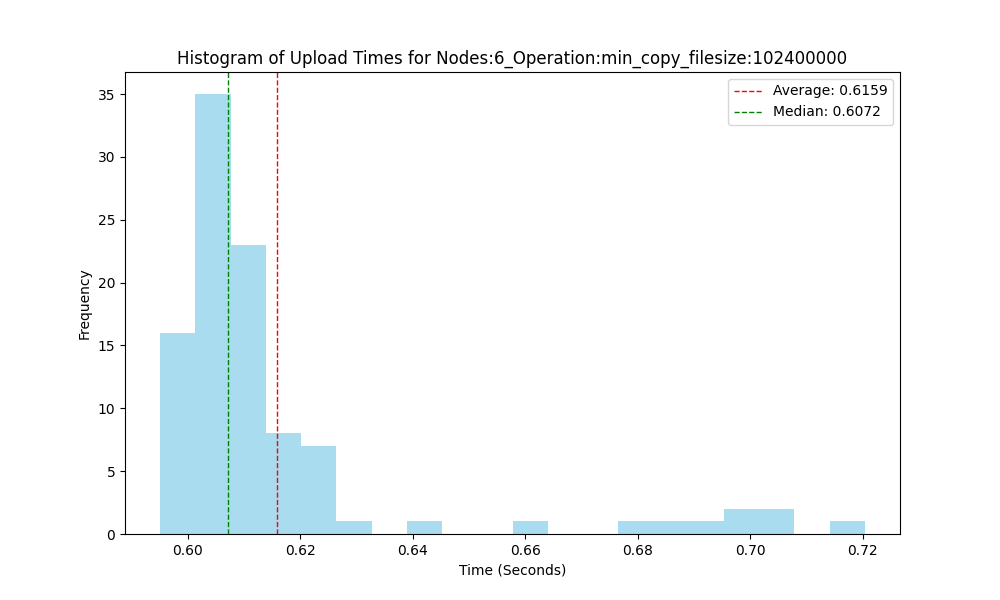 Histogram of Upload Times for Nodes:6_Operation:min_copy_filesize:102400000
Average: 0.6159
Median: 0.6072
35
30
25
20
15
10
5
0
Frequency
0.60 0.62 0.64 0.66 0.68 0.70 0.72
Time (Seconds)